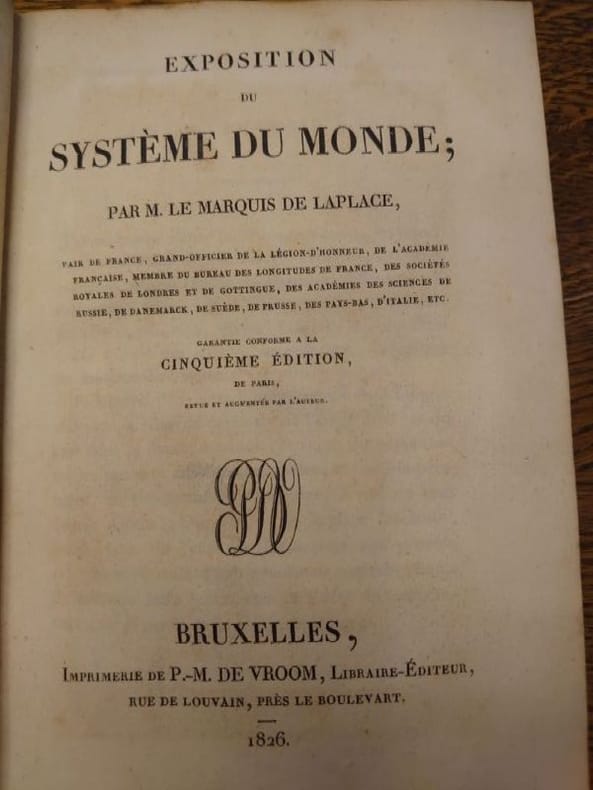 EXPOSITION
DU
SYSTÈME DU MONDE;
PAR M. LE MARQUIS DE LAPLACE,
PAIR DE FRANCE, GRAND-OFFICIER DE LA LÉGION-D'HONNEUR, DE L'ACADÉMIE
FRANÇAISE, MEMBRE DU BUREAU DES LONGITUDES DE FRANCE, DES SOCIÉTÉS
ROYALES DE LONDRES ET DE GOTTINGUE, DES ACADÉMIES DES SCIENCES DE
RUSSIE, DE DANEMARCK, DE SUÈDE, DE PRUSSE, DES PAYS-BAS, D'ITALIE, ETC.
GARANTIE CONFORME A LA
CINQUIÈME ÉDITION,
DE PARIS,
REVUE ET AUGMENTÉE PAR L'AUTEUR.
BRUXELLES,
IMPRIMERIE DE P.-M. DE VROOM, LIBRAIRE-ÉDITEUR,
RUE DE LOUVAIN, PRÈS LE BOULEVART.
1826.